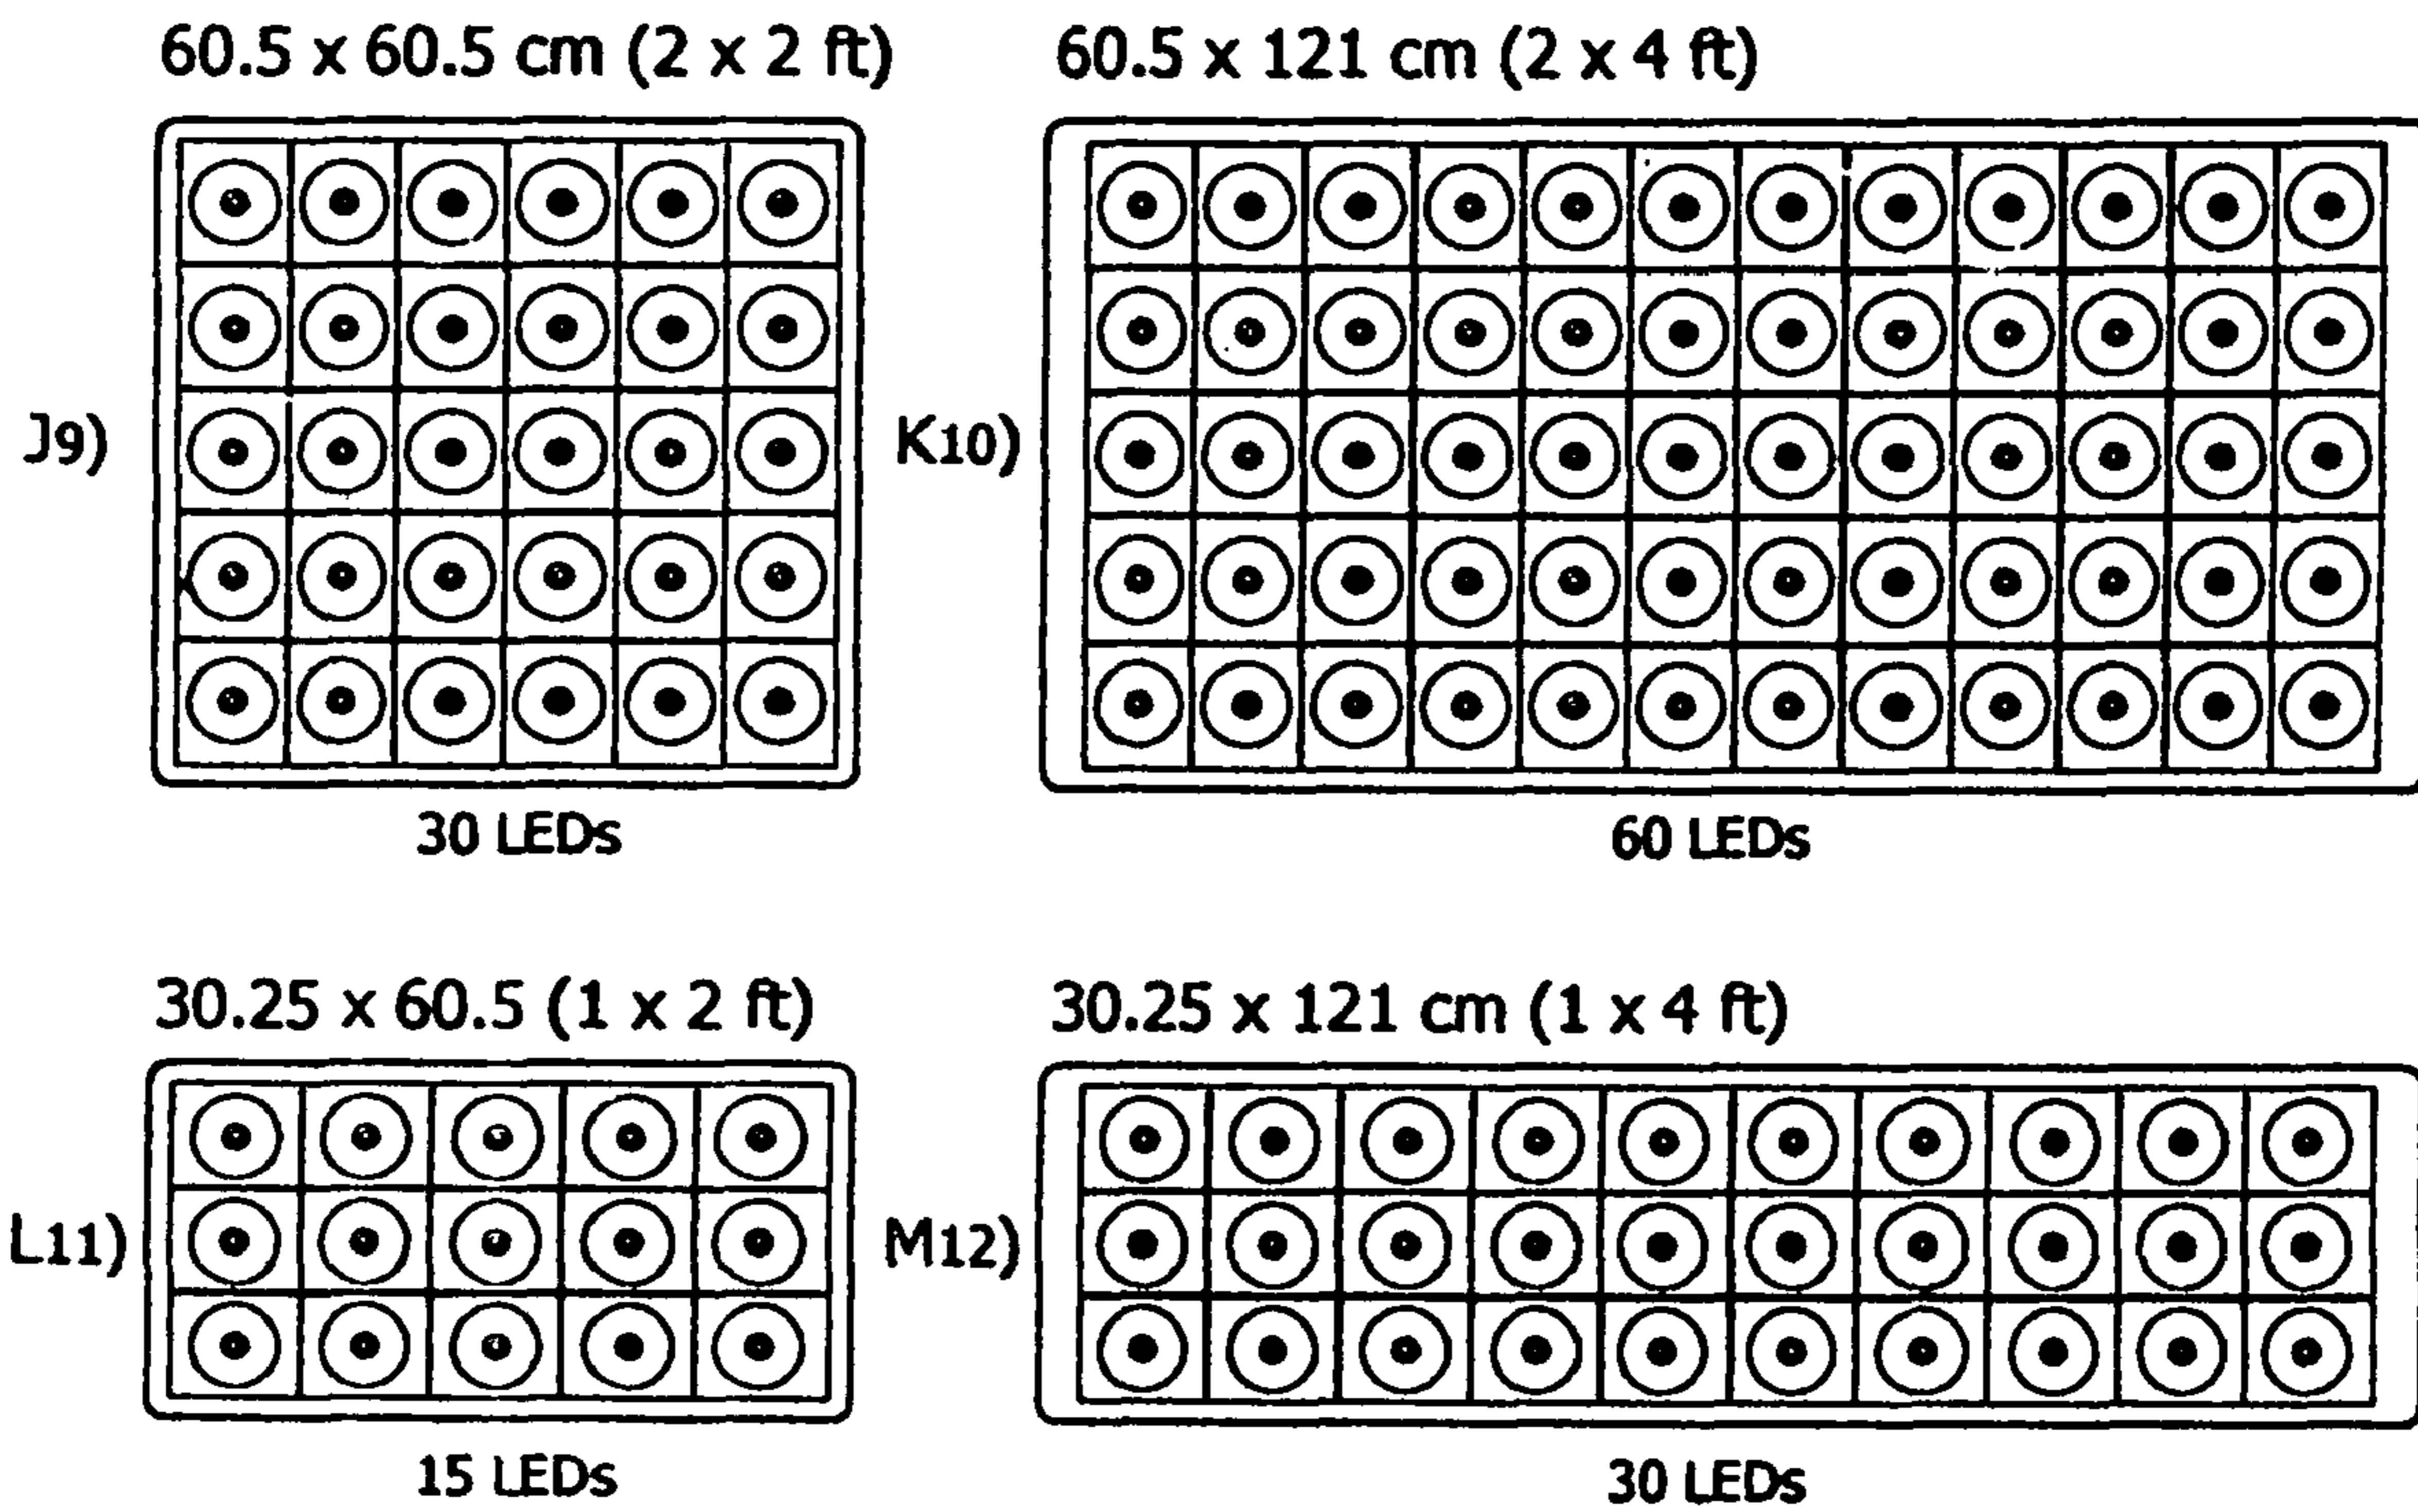 60.5 x 60.5 cm (2 x 2 ft)
60.5 x 121 cm (2 x 4 ft)
J9)
K10)
30 LEDs
60 LEDs
30.25 x 60.5 (1 x 2 ft)
30.25 x 121 cm (1 x 4 ft)
L11)
M12)
15 LEDs
30 LEDs